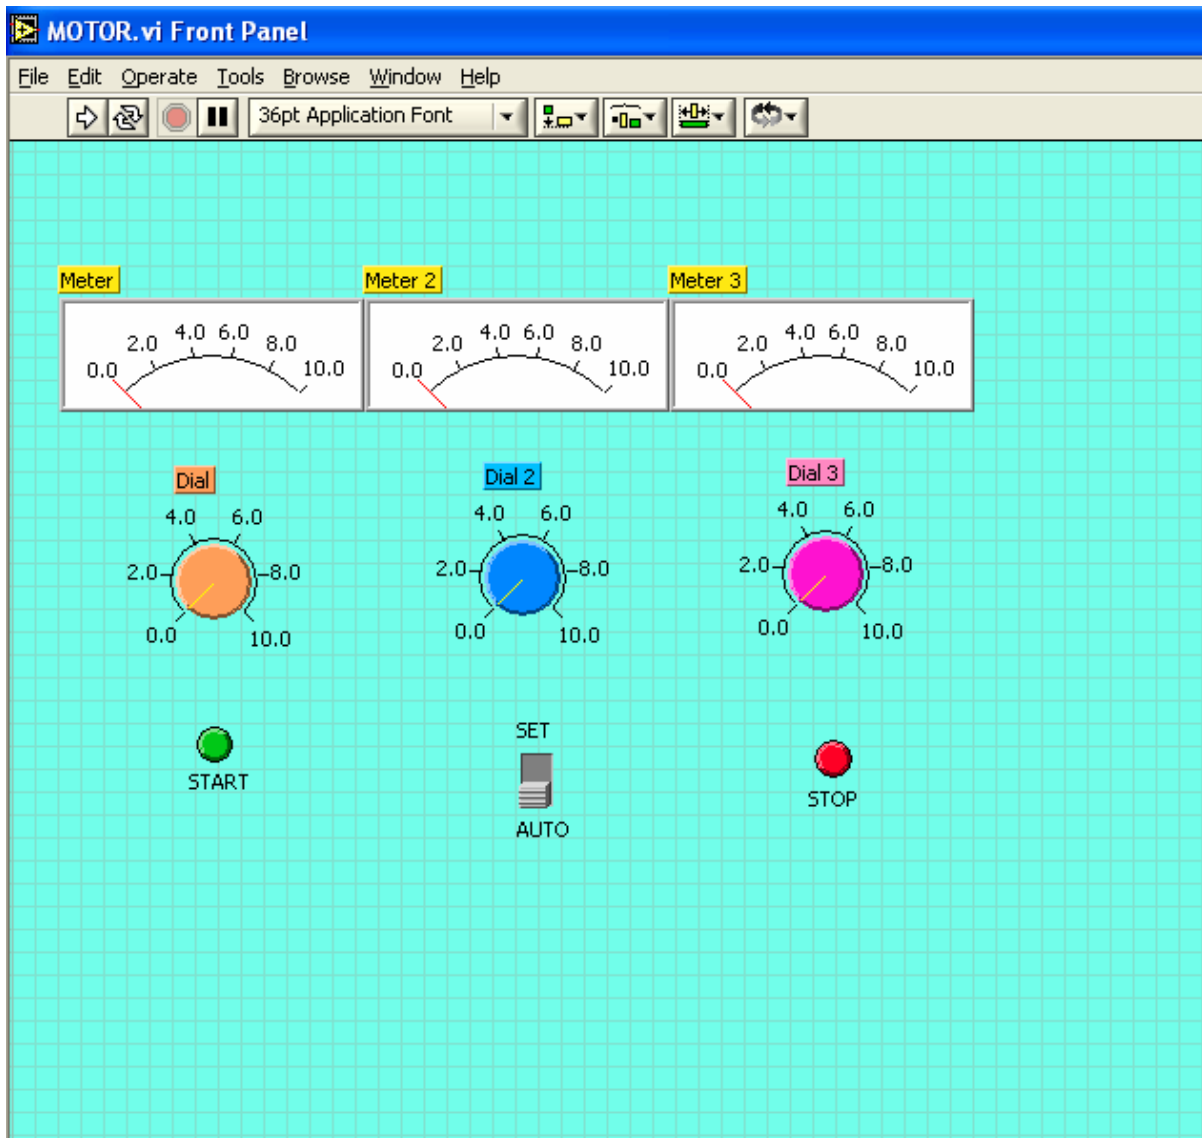 MOTOR.vi Front Panel
File Edit Operate Tools Browse Window Help
36pt Application Font
Meter Meter 2 Meter 3
0.0 2.0 4.0 6.0 8.0 10.0 0.0 2.0 4.0 6.0 8.0 10.0 0.0 2.0 4.0 6.0 8.0 10.0
Dial Dial 2 Dial 3
4.0 6.0 4.0 6.0 4.0 6.0
2.0 8.0 2.0 8.0 2.0 8.0
0.0 10.0 0.0 10.0 0.0 10.0
SET
START
STOP
AUTO